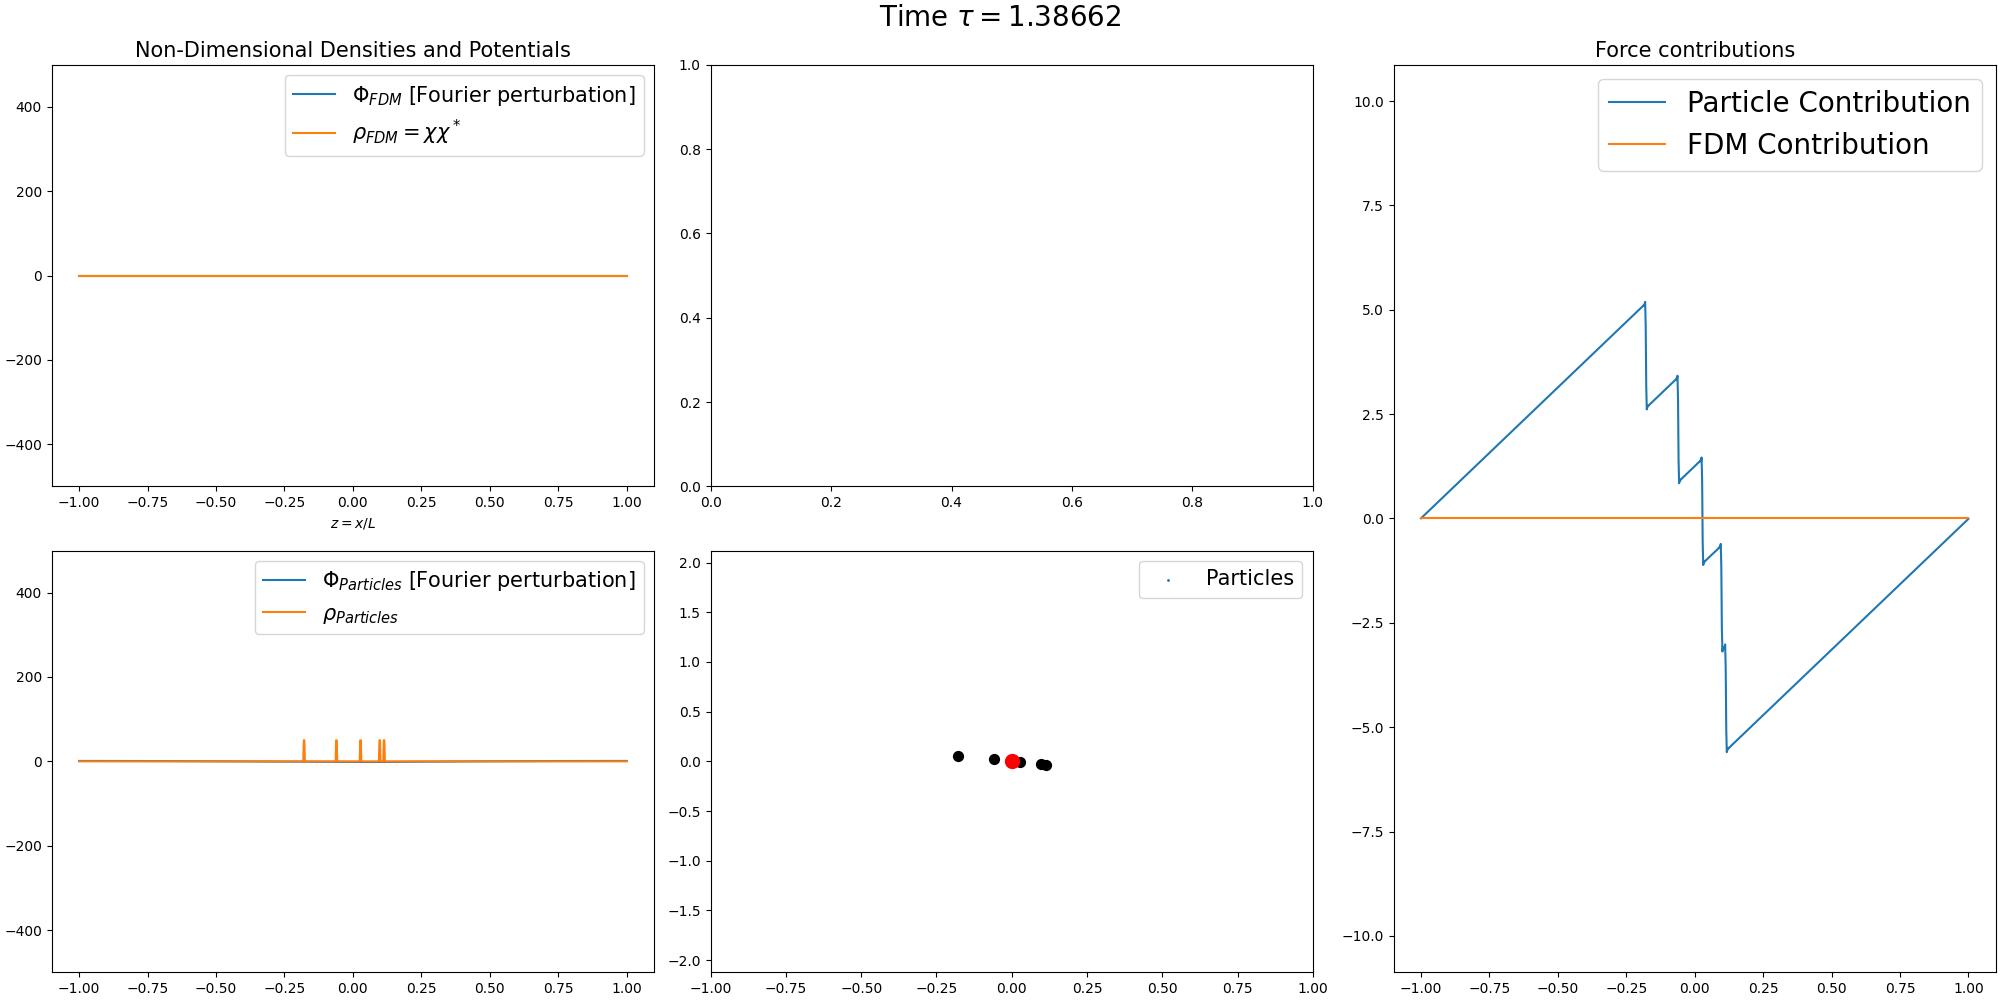 Time τ = 1.38662
Non-Dimensional Densities and Potentials
Φ_FDM [Fourier perturbation]
ρ_FDM = χχ*
400
200
0
−200
−400
−1.00 −0.75 −0.50 −0.25 0.00 0.25 0.50 0.75 1.00
z = x/L
1.0
0.8
0.6
0.4
0.2
0.0
0.0 0.2 0.4 0.6 0.8 1.0
Φ_Particles [Fourier perturbation]
ρ_Particles
400
200
0
−200
−400
−1.00 −0.75 −0.50 −0.25 0.00 0.25 0.50 0.75 1.00
Particles
2.0
1.5
1.0
0.5
0.0
−0.5
−1.0
−1.5
−2.0
−1.00 −0.75 −0.50 −0.25 0.00 0.25 0.50 0.75 1.00
Force contributions
Particle Contribution
FDM Contribution
10.0
7.5
5.0
2.5
0.0
−2.5
−5.0
−7.5
−10.0
−1.00 −0.75 −0.50 −0.25 0.00 0.25 0.50 0.75 1.00